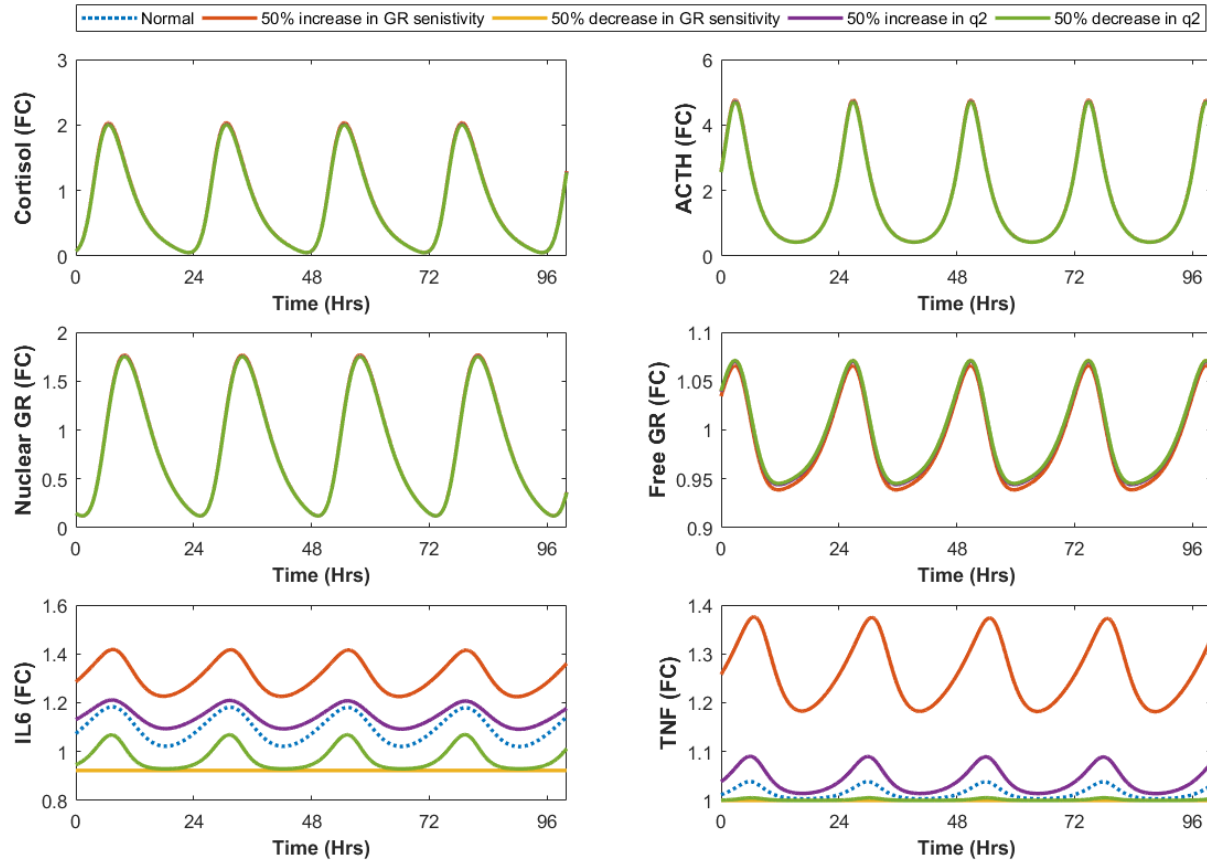 Normal 50% increase in GR senistivity 50% decrease in GR sensitivity 50% increase in q2 50% decrease in q2
3
2
1
0
Cortisol (FC)
0 24 48 72 96
Time (Hrs)
6
4
2
0
ACTH (FC)
0 24 48 72 96
Time (Hrs)
2
1.5
1
0.5
0
Nuclear GR (FC)
0 24 48 72 96
Time (Hrs)
1.1
1.05
1
0.95
0.9
Free GR (FC)
0 24 48 72 96
Time (Hrs)
1.6
1.4
1.2
1
0.8
IL6 (FC)
0 24 48 72 96
Time (Hrs)
1.4
1.3
1.2
1.1
1
TNF (FC)
0 24 48 72 96
Time (Hrs)